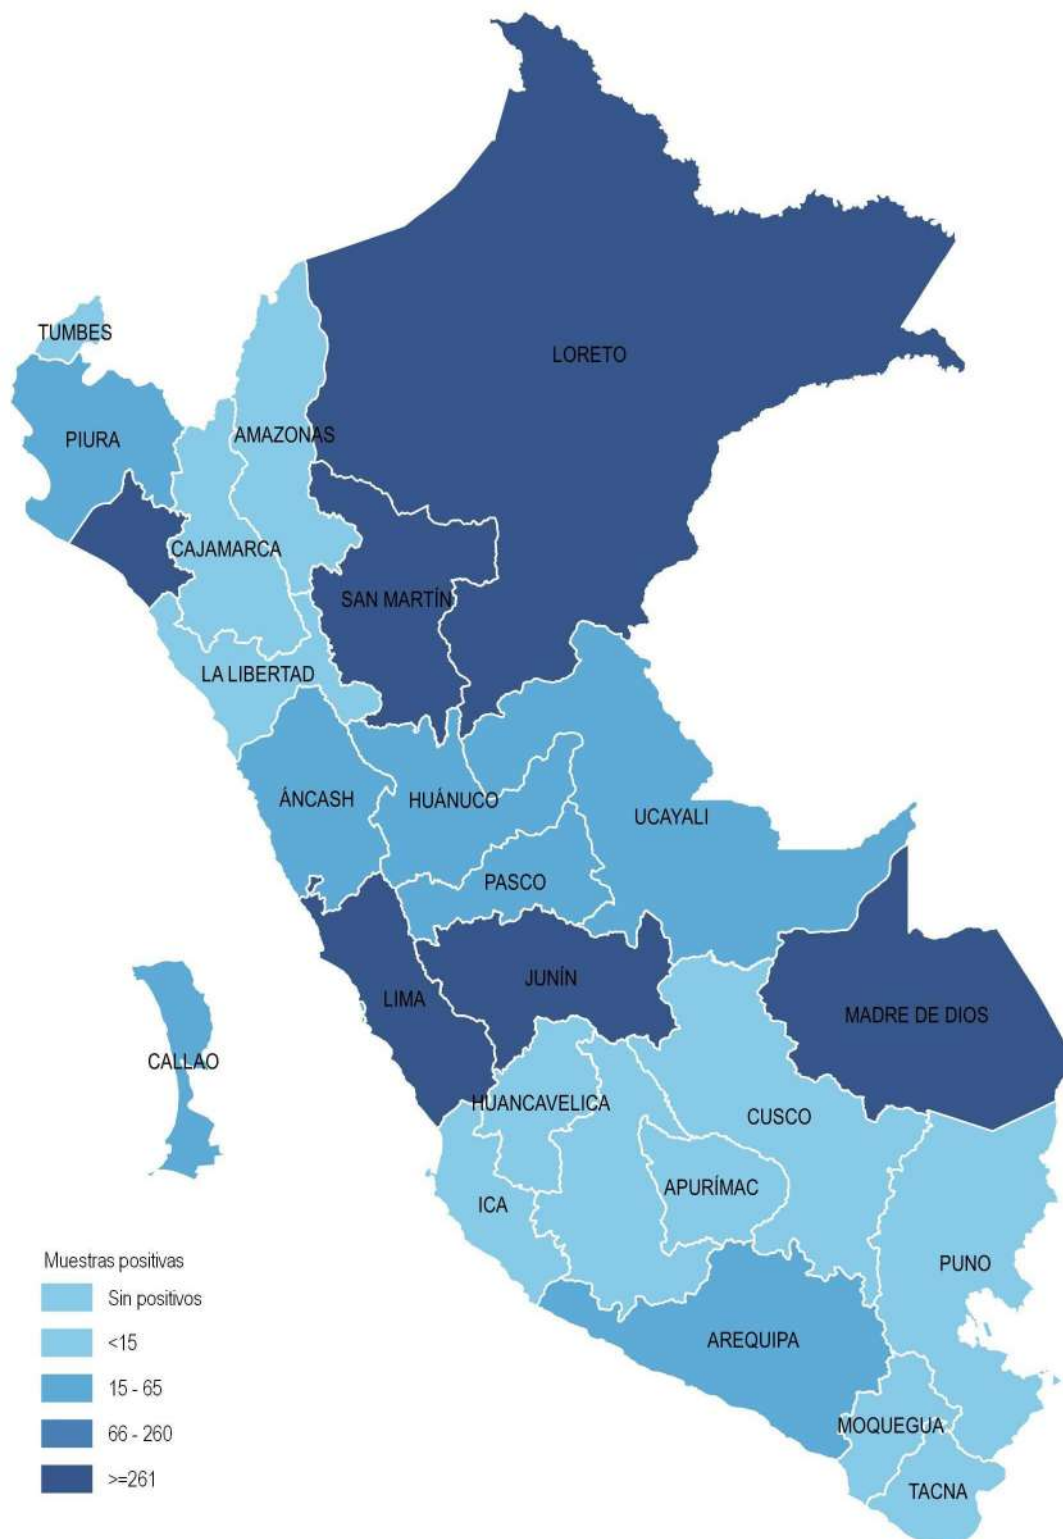 TUMBES
LORETO
PIURA
AMAZONAS
CAJAMARCA
SAN MARTÍN
LA LIBERTAD
ÁNCASH
HUÁNUCO
UCAYALI
PASCO
JUNÍN
LIMA
MADRE DE DIOS
CALLAO
HUANCAVELICA
CUSCO
APURÍMAC
ICA
PUNO
AREQUIPA
MOQUEGUA
TACNA
Muestras positivas
Sin positivos
<15
15 - 65
66 - 260
>=261